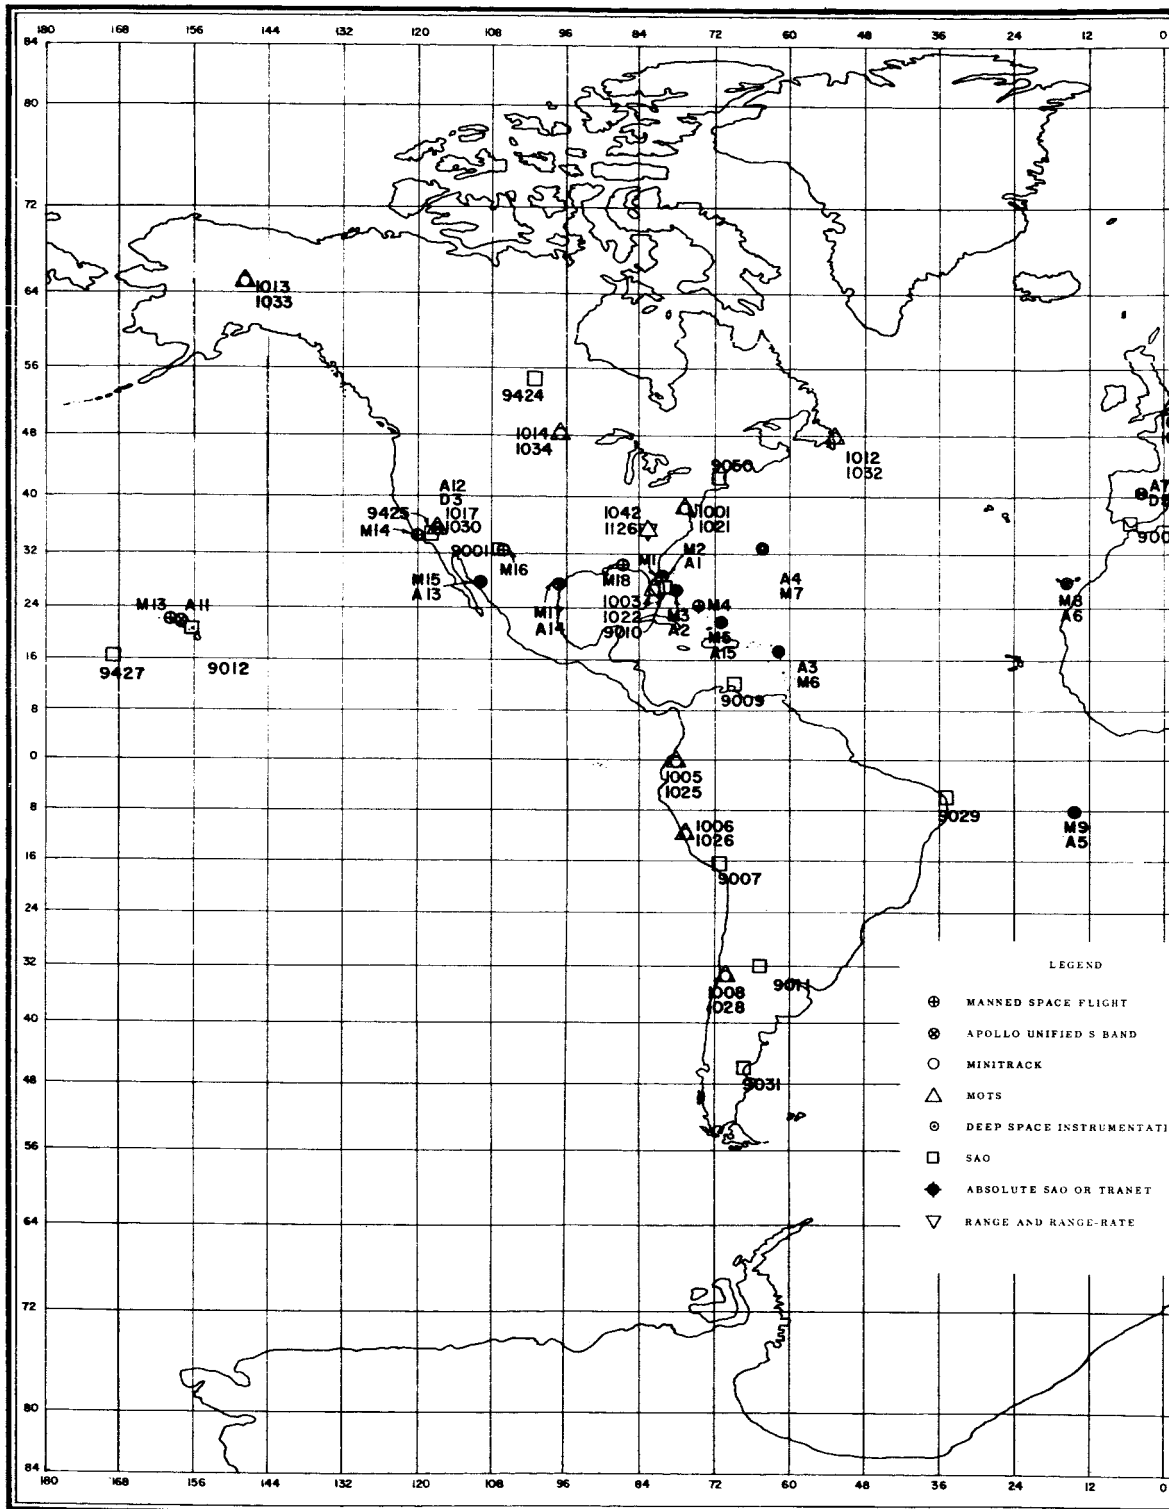 180 168 156 144 132 120 108 96 84 72 60 48 36 24 12 0
84
80
72
64
56
48
40
32
24
16
8
0
8
16
24
32
40
48
56
64
72
80
84
1013
1033
9424
1014
1034
1012
1032
9050
A12
D3
9425 1017
1030
M14
9001
M16
1042
1126
1001
1021
M1
M2
A1
M18
M15
A13
M17
A14
1003
1022
9010
M3
A2
M4
A4
M7
M5
A15
A3
M6
M13 A11
9427
9012
9009
A7
M8
A6
1005
1025
1006
1026
9007
9029
M9
A5
1008
1028
9011
9031
LEGEND
MANNED SPACE FLIGHT
APOLLO UNIFIED S BAND
MINITRACK
MOTS
DEEP SPACE INSTRUMENTATI
SAO
ABSOLUTE SAO OR TRANET
RANGE AND RANGE-RATE
180 168 156 144 132 120 108 96 84 72 60 48 36 24 12 0